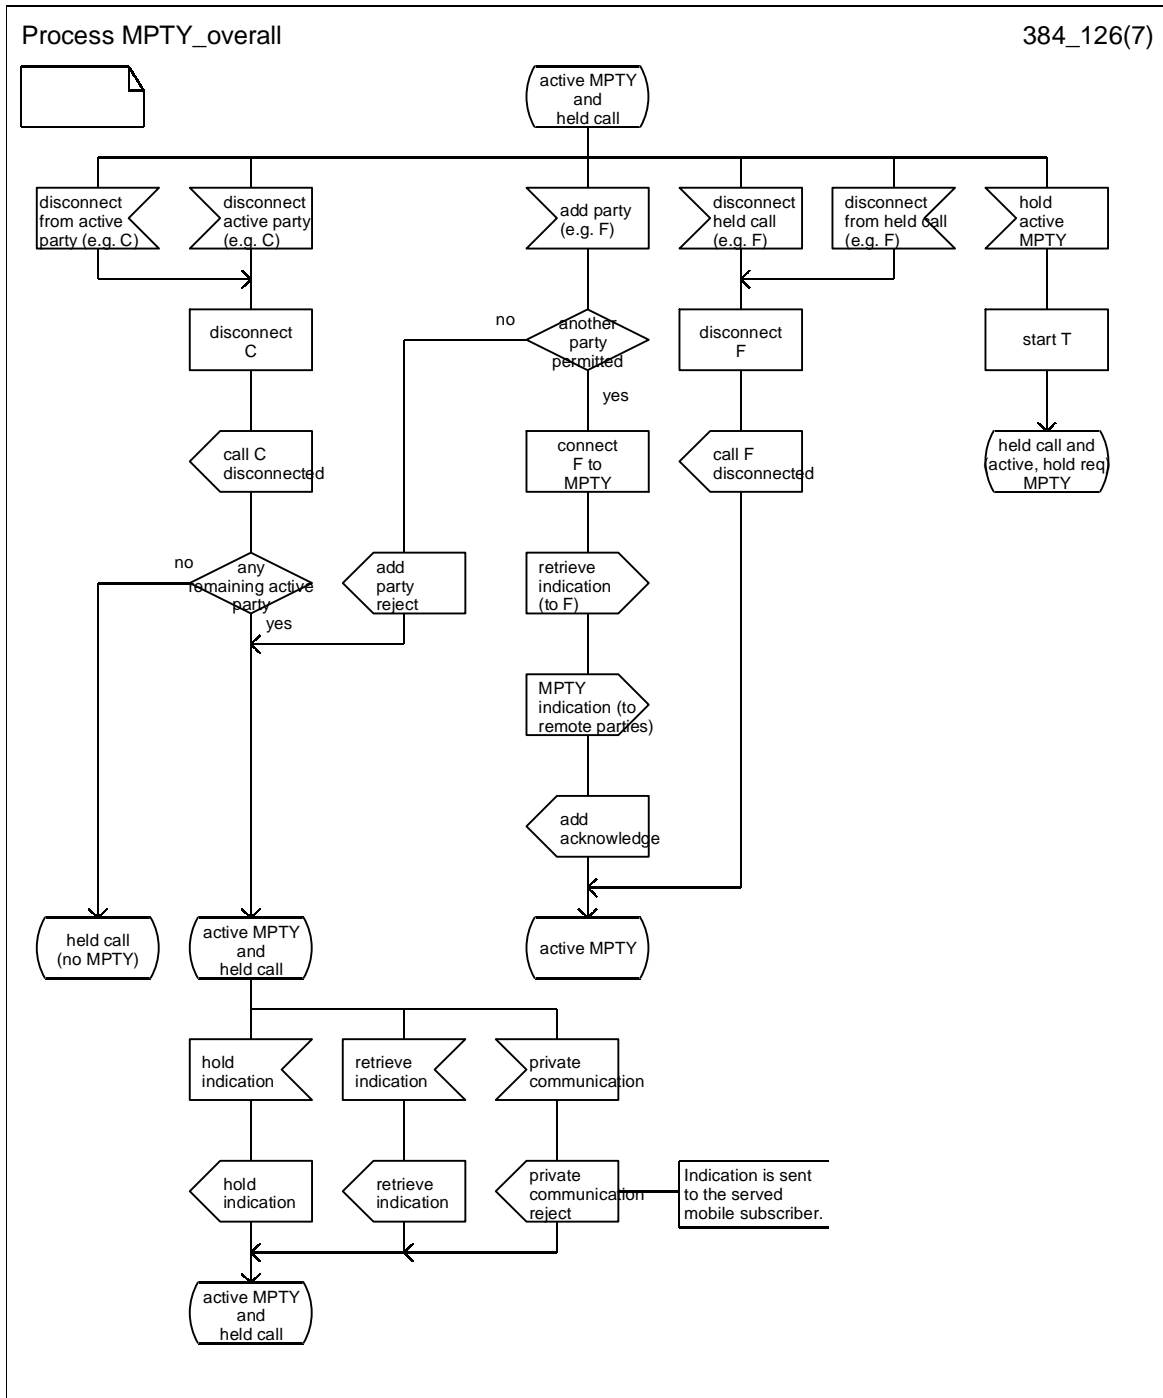 Process MPTY_overall
384_126(7)
active MPTY
and
held call
disconnect
from active
party (e.g. C)
disconnect
active party
(e.g. C)
add party
(e.g. F)
disconnect
held call
(e.g. F)
disconnect
from held call
(e.g. F)
hold
active
MPTY
disconnect
C
no
another
party
permitted
yes
disconnect
F
start T
call C
disconnected
connect
F to
MPTY
call F
disconnected
held call and
(active, hold req)
MPTY
no
any
remaining active
party
yes
add
party
reject
retrieve
indication
(to F)
MPTY
indication (to
remote parties)
add
acknowledge
held call
(no MPTY)
active MPTY
and
held call
active MPTY
hold
indication
retrieve
indication
private
communication
hold
indication
retrieve
indication
private
communication
reject
Indication is sent
to the served
mobile subscriber.
active MPTY
and
held call